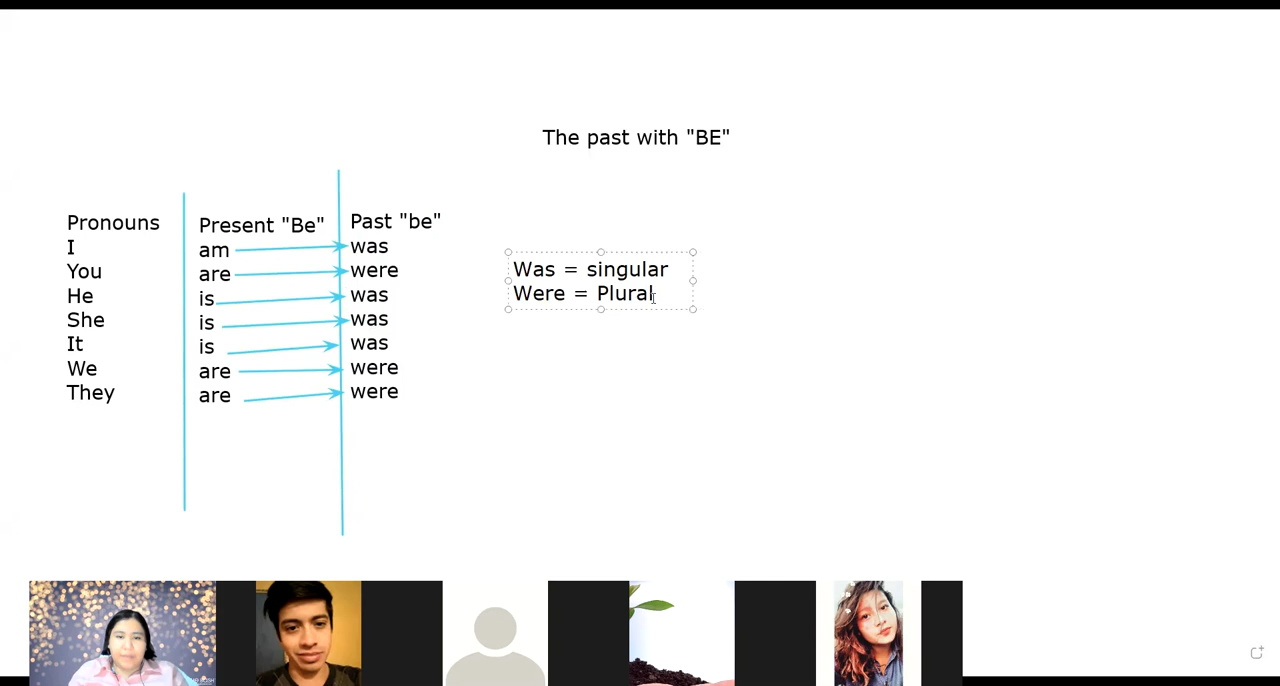 The past with "BE"
Pronouns Present "Be" Past "be"
I am was
You are were
He is was
She is was
It is was
We are were
They are were
Was = singular
Were = Plural